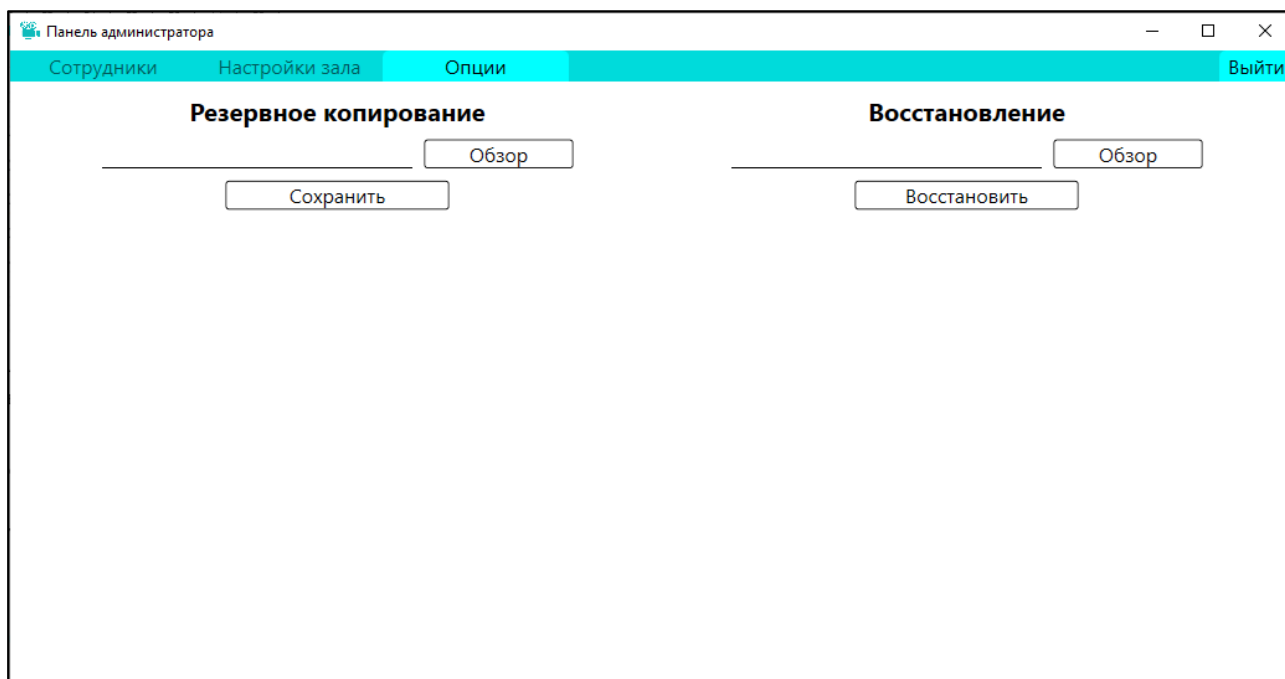 Панель администратора
Сотрудники Настройки зала Опции Выйти
Резервное копирование Восстановление
Обзор Обзор
Сохранить Восстановить